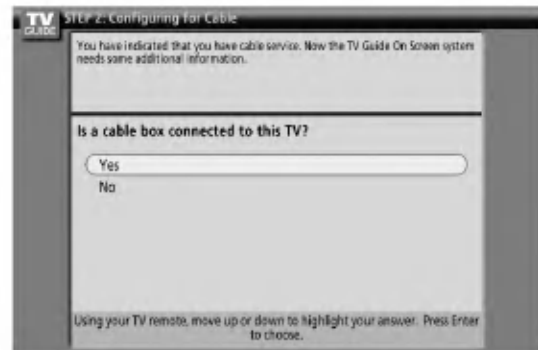 TV
GUIDE
STEP 2: Configuring for Cable
You have indicated that you have cable service. Now the TV Guide On Screen system
needs some additional information.
Is a cable box connected to this TV?
Yes
No
Using your TV remote, move up or down to highlight your answer. Press Enter
to choose.